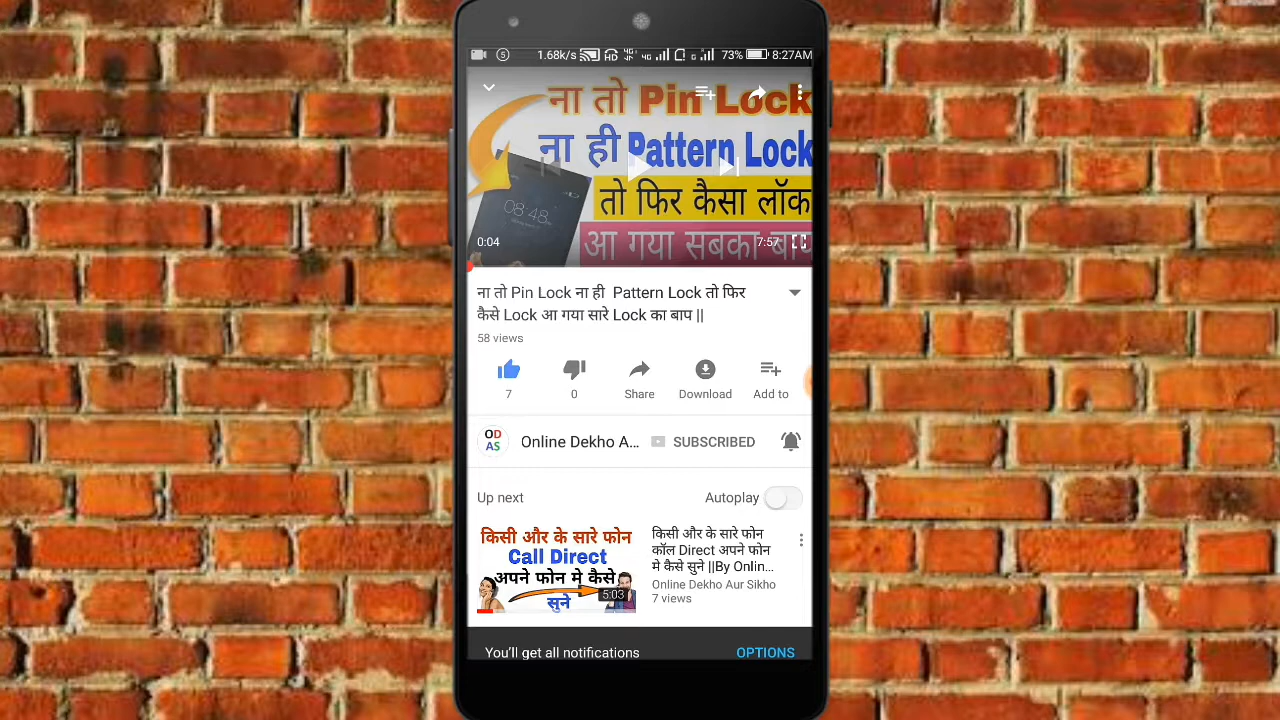 1.68k/s HD 4G 4G G 73% 8:27AM
ना तो Pin Lock
ना ही Pattern Lock
08:48
तो फिर कैसा लॉक
आ गया सबका बाप
0:04 7:57
ना तो Pin Lock ना ही Pattern Lock तो फिर
कैसे Lock आ गया सारे Lock का बाप ||
58 views
7 0 Share Download Add to
OD
AS
Online Dekho A... SUBSCRIBED
Up next Autoplay
किसी और के सारे फोन
Call Direct
अपने फोन मे कैसे
सुने
5:03
किसी और के सारे फोन
कॉल Direct अपने फोन
मे कैसे सुने ||By Onlin...
Online Dekho Aur Sikho
7 views
You'll get all notifications OPTIONS